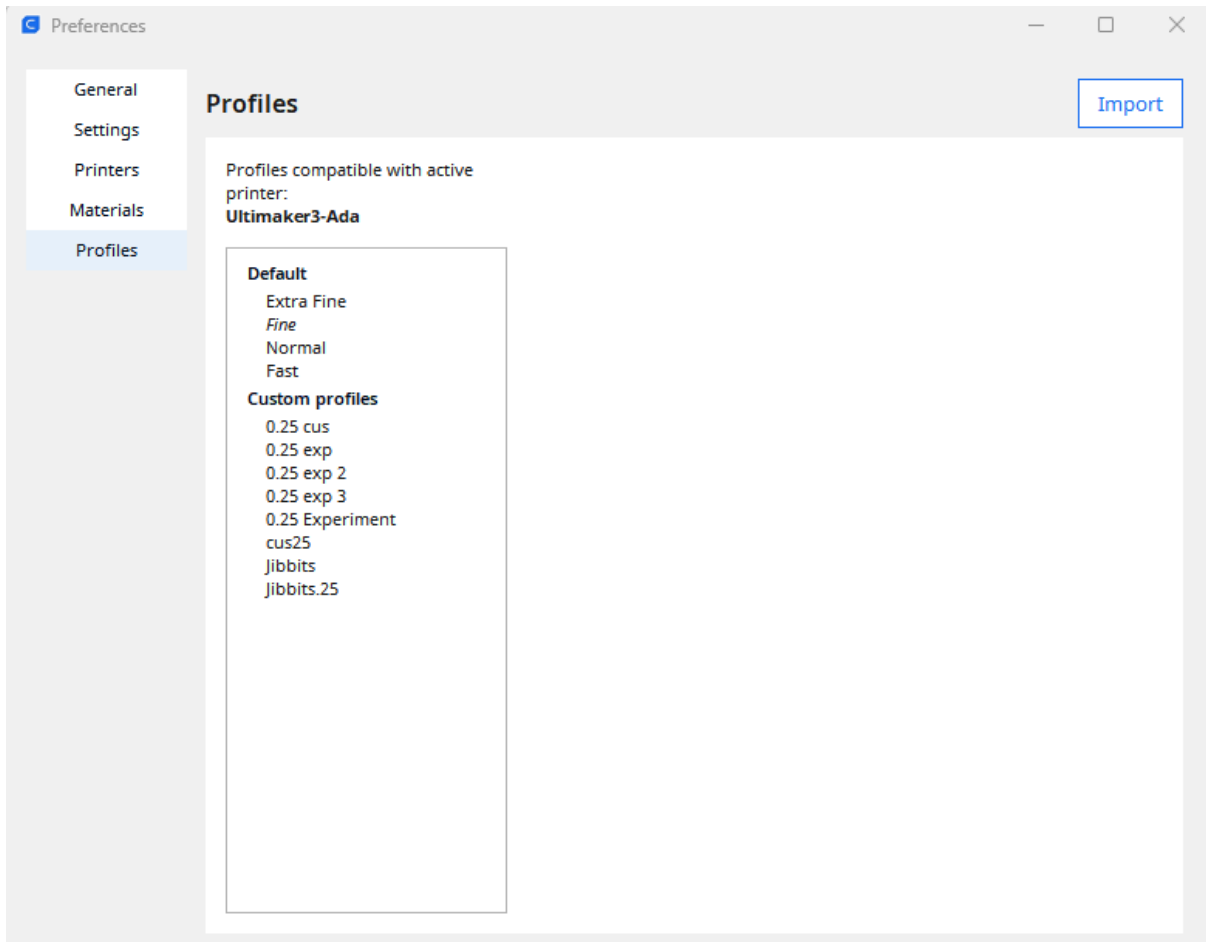 Preferences
General
Settings
Printers
Materials
Profiles
Profiles
Import
Profiles compatible with active
printer:
Ultimaker3-Ada
Default
Extra Fine
Fine
Normal
Fast
Custom profiles
0.25 cus
0.25 exp
0.25 exp 2
0.25 exp 3
0.25 Experiment
cus25
Jibbits
Jibbits.25